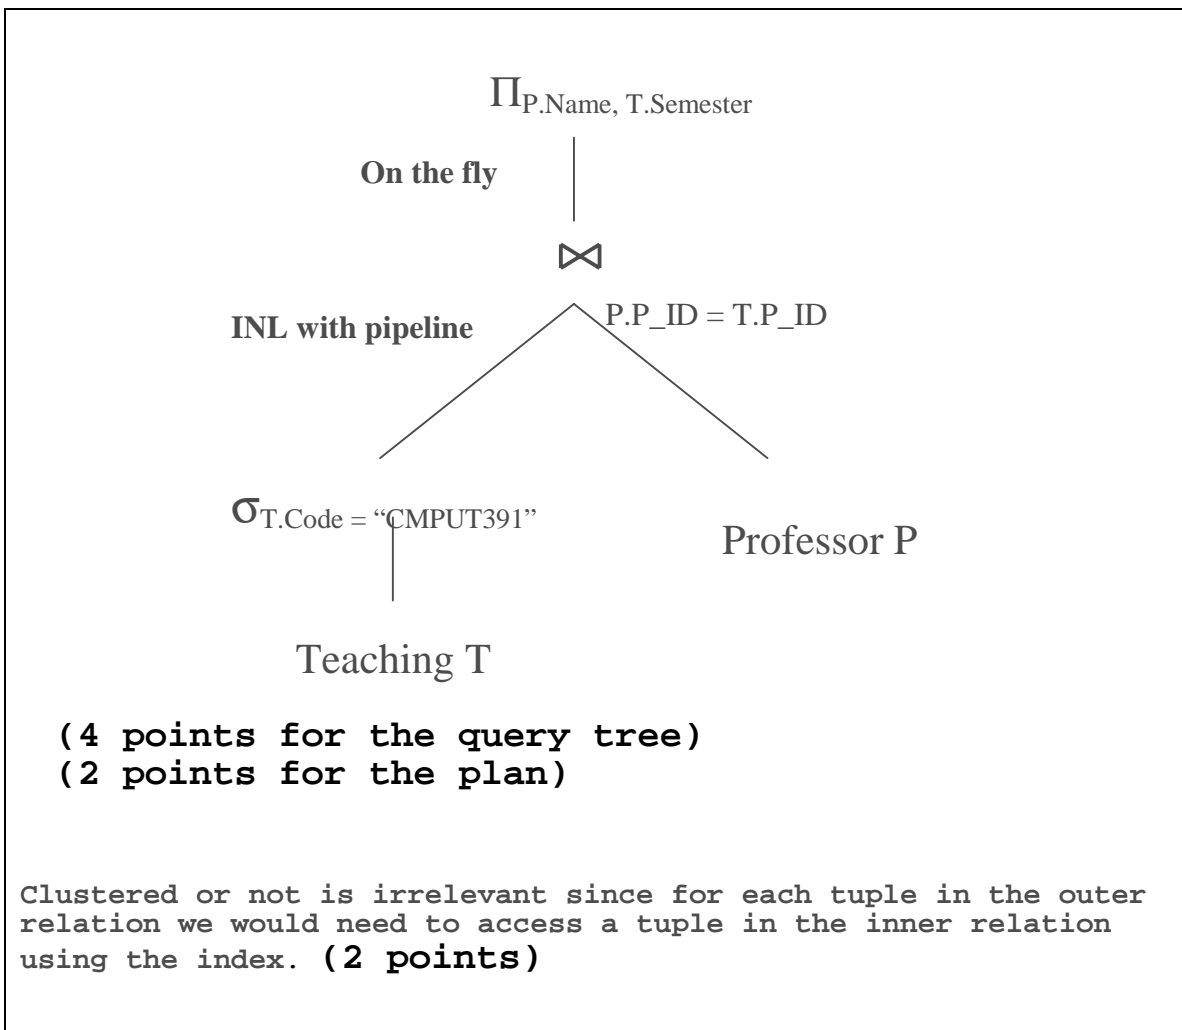 ΠP.Name, T.Semester
On the fly
⋈
INL with pipeline
P.P_ID = T.P_ID
σT.Code = “CMPUT391”
Professor P
Teaching T
(4 points for the query tree)
(2 points for the plan)
Clustered or not is irrelevant since for each tuple in the outer
relation we would need to access a tuple in the inner relation
using the index. (2 points)